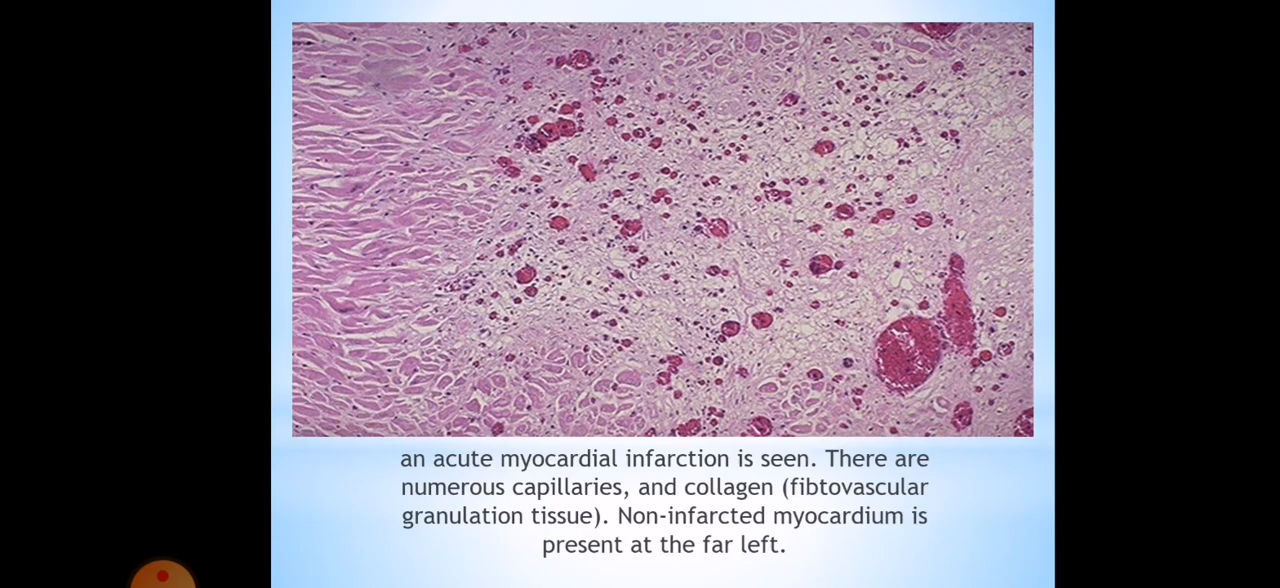 an acute myocardial infarction is seen. There are
numerous capillaries, and collagen (fibtovascular
granulation tissue). Non-infarcted myocardium is
present at the far left.